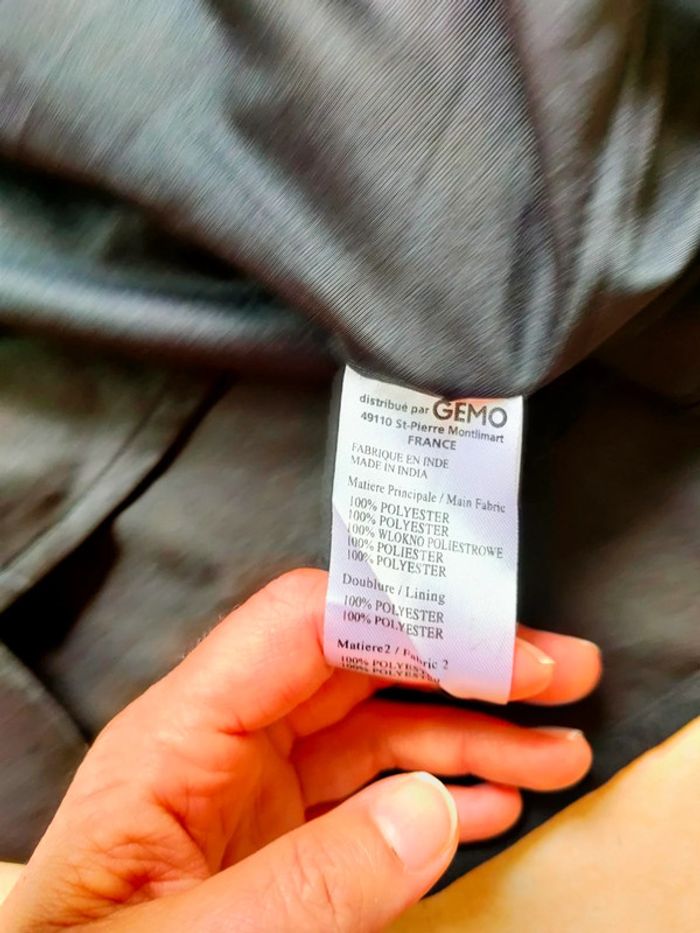 distribué par GEMO
49110 St-Pierre Montlimart
FRANCE
FABRIQUE EN INDE
MADE IN INDIA
Matiere Principale / Main Fabric
100% POLYESTER
100% POLYESTER
100% WLOKNO POLIESTROWE
100% POLIESTER
100% POLYESTER
Doublure / Lining
100% POLYESTER
100% POLYESTER
Matiere2 / Fabric 2
100% POLYESTER
100% POLYESTER